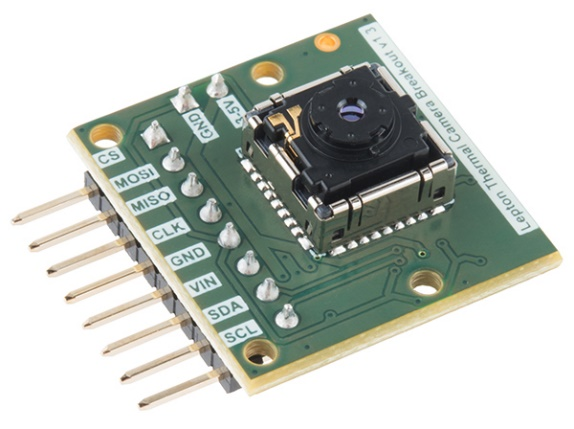 Lepton Thermal Camera Breakout v1.3
3-5V
GND
CS
MOSI
MISO
CLK
GND
VIN
SDA
SCL